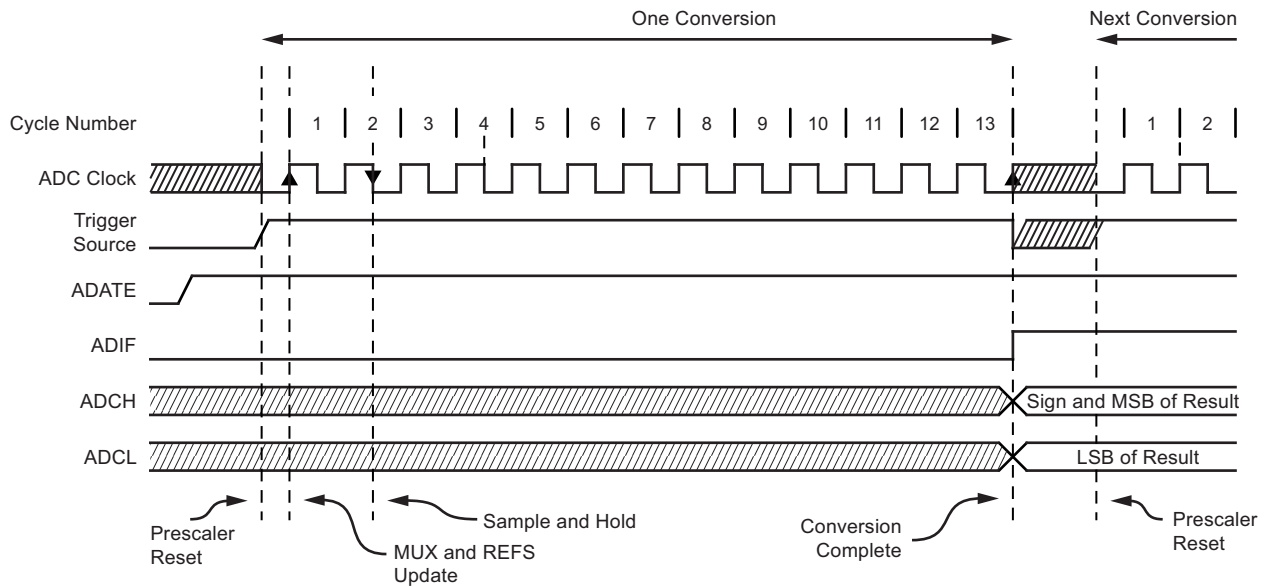 One Conversion
Next Conversion
Cycle Number
1 2 3 4 5 6 7 8 9 10 11 12 13 1 2
ADC Clock
Trigger
Source
ADATE
ADIF
ADCH
Sign and MSB of Result
ADCL
LSB of Result
Prescaler
Reset
MUX and REFS
Update
Sample and Hold
Conversion
Complete
Prescaler
Reset